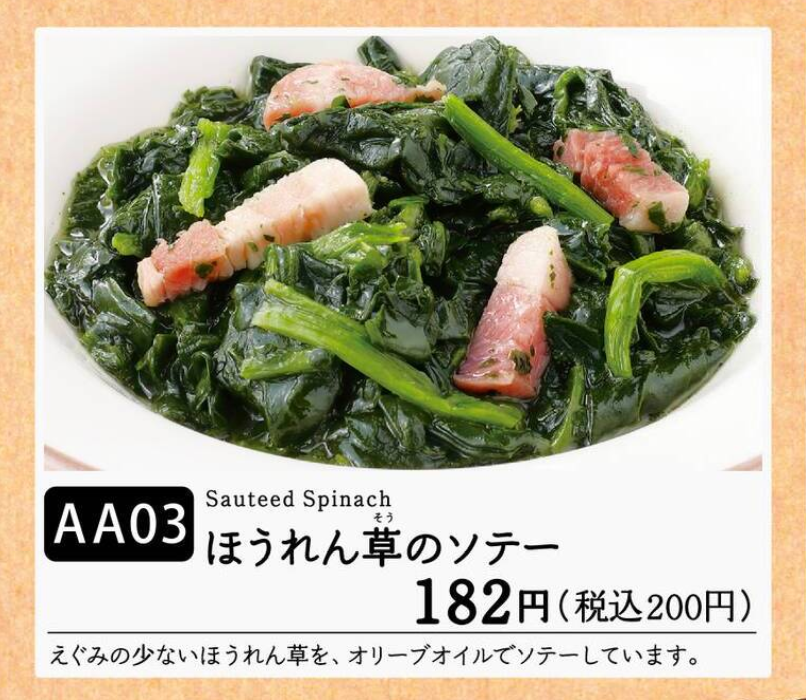 AA03
Sauteed Spinach
そう
ほうれん草のソテー
182円(税込200円)
えぐみの少ないほうれん草を、オリーブオイルでソテーしています。